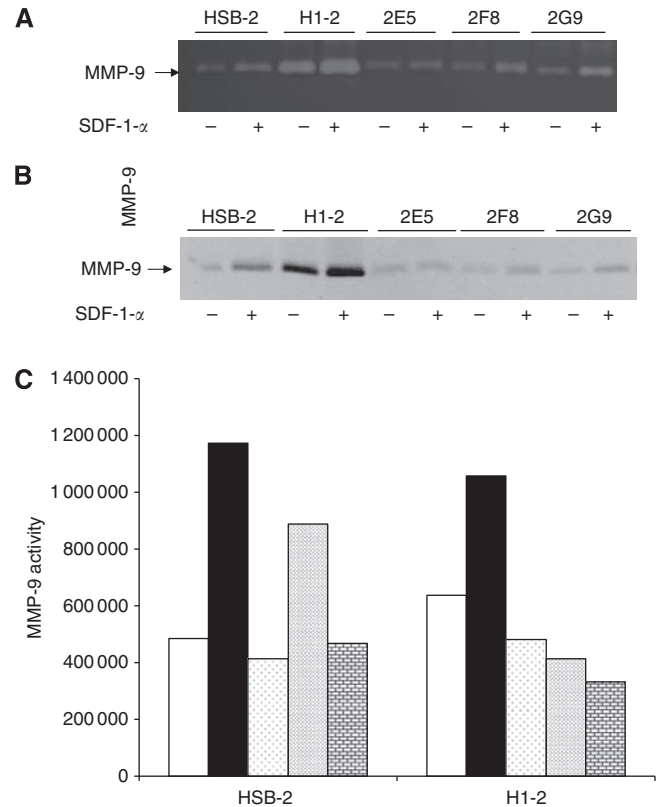 A
HSB-2 H1-2 2E5 2F8 2G9
MMP-9
SDF-1-α − + − + − + − + − +
B
MMP-9
HSB-2 H1-2 2E5 2F8 2G9
MMP-9
SDF-1-α − + − + − + − + − +
C
MMP-9 activity
1 400 000
1 200 000
1 000 000
800 000
600 000
400 000
200 000
0
HSB-2 H1-2